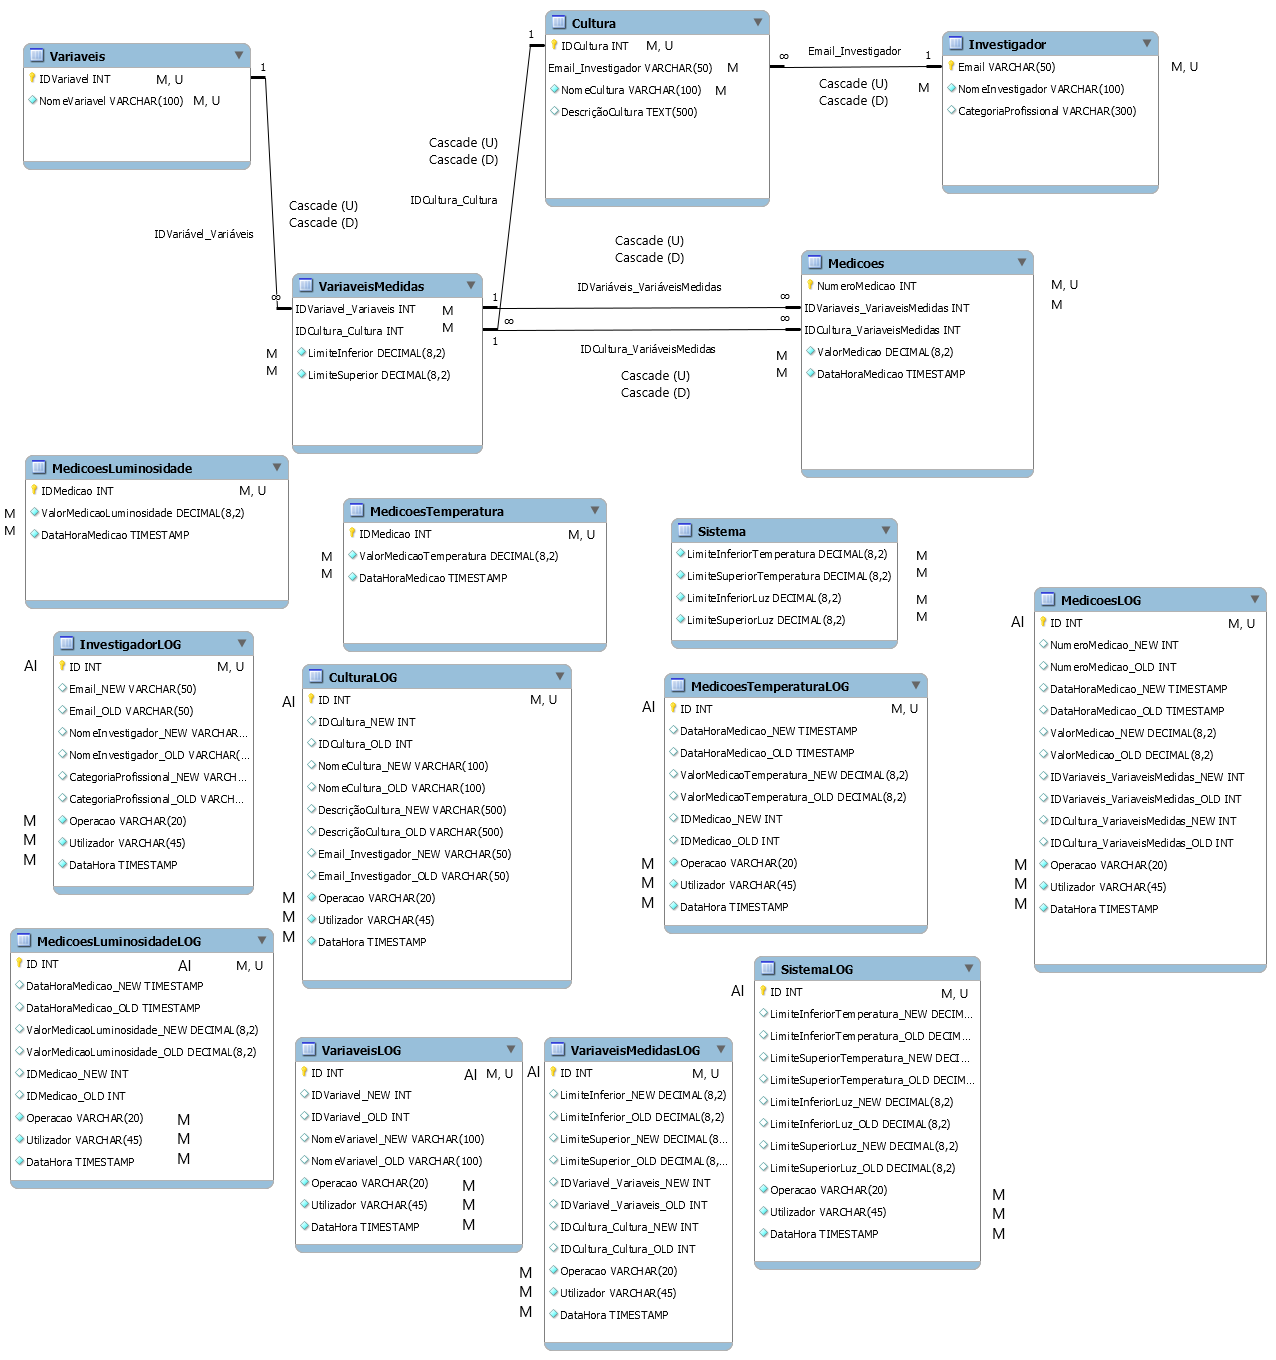 Variaveis
IDVariavel INT M, U
NomeVariavel VARCHAR(100) M, U
1
Cultura
IDCultura INT M, U
Email_Investigador VARCHAR(50) M
NomeCultura VARCHAR(100) M
DescriçãoCultura TEXT(500)
1
∞
Email_Investigador
1
Cascade (U)
Cascade (D)
Investigador
Email VARCHAR(50) M, U
M NomeInvestigador VARCHAR(100)
CategoriaProfissional VARCHAR(300)
Cascade (U)
Cascade (D)
IDCultura_Cultura
Cascade (U)
Cascade (D)
IDVariável_Variáveis
∞
VariaveisMedidas
IDVariavel_Variaveis INT M
IDCultura_Cultura INT M
M LimiteInferior DECIMAL(8,2)
M LimiteSuperior DECIMAL(8,2)
Cascade (U)
Cascade (D)
IDVariáveis_VariáveisMedidas
1
∞
∞
∞
1
IDCultura_VariáveisMedidas
Cascade (U)
Cascade (D)
Medicoes
NumeroMedicao INT M, U
IDVariaveis_VariaveisMedidas INT M
IDCultura_VariaveisMedidas INT
M ValorMedicao DECIMAL(8,2)
M DataHoraMedicao TIMESTAMP
MedicoesLuminosidade
IDMedicao INT M, U
M ValorMedicaoLuminosidade DECIMAL(8,2)
M DataHoraMedicao TIMESTAMP
MedicoesTemperatura
IDMedicao INT M, U
M ValorMedicaoTemperatura DECIMAL(8,2)
M DataHoraMedicao TIMESTAMP
Sistema
LimiteInferiorTemperatura DECIMAL(8,2) M
LimiteSuperiorTemperatura DECIMAL(8,2) M
LimiteInferiorLuz DECIMAL(8,2) M
LimiteSuperiorLuz DECIMAL(8,2) M
MedicoesLOG
AI ID INT M, U
NumeroMedicao_NEW INT
NumeroMedicao_OLD INT
DataHoraMedicao_NEW TIMESTAMP
DataHoraMedicao_OLD TIMESTAMP
ValorMedicao_NEW DECIMAL(8,2)
ValorMedicao_OLD DECIMAL(8,2)
IDVariaveis_VariaveisMedidas_NEW INT
IDVariaveis_VariaveisMedidas_OLD INT
IDCultura_VariaveisMedidas_NEW INT
IDCultura_VariaveisMedidas_OLD INT
M Operacao VARCHAR(20)
M Utilizador VARCHAR(45)
M DataHora TIMESTAMP
InvestigadorLOG
AI ID INT M, U
Email_NEW VARCHAR(50)
Email_OLD VARCHAR(50)
NomeInvestigador_NEW VARCHAR...
NomeInvestigador_OLD VARCHAR(...
CategoriaProfissional_NEW VARCH...
CategoriaProfissional_OLD VARCH...
M Operacao VARCHAR(20)
M Utilizador VARCHAR(45)
M DataHora TIMESTAMP
CulturaLOG
AI ID INT M, U
IDCultura_NEW INT
IDCultura_OLD INT
NomeCultura_NEW VARCHAR(100)
NomeCultura_OLD VARCHAR(100)
DescriçãoCultura_NEW VARCHAR(500)
DescriçãoCultura_OLD VARCHAR(500)
Email_Investigador_NEW VARCHAR(50)
Email_Investigador_OLD VARCHAR(50)
M Operacao VARCHAR(20)
M Utilizador VARCHAR(45)
M DataHora TIMESTAMP
MedicoesTemperaturaLOG
AI ID INT M, U
DataHoraMedicao_NEW TIMESTAMP
DataHoraMedicao_OLD TIMESTAMP
ValorMedicaoTemperatura_NEW DECIMAL(8,2)
ValorMedicaoTemperatura_OLD DECIMAL(8,2)
IDMedicao_NEW INT
IDMedicao_OLD INT
M Operacao VARCHAR(20)
M Utilizador VARCHAR(45)
M DataHora TIMESTAMP
MedicoesLuminosidadeLOG
ID INT AI M, U
DataHoraMedicao_NEW TIMESTAMP
DataHoraMedicao_OLD TIMESTAMP
ValorMedicaoLuminosidade_NEW DECIMAL(8,2)
ValorMedicaoLuminosidade_OLD DECIMAL(8,2)
IDMedicao_NEW INT
IDMedicao_OLD INT
Operacao VARCHAR(20) M
Utilizador VARCHAR(45) M
DataHora TIMESTAMP M
VariaveisLOG
ID INT AI M, U
IDVariavel_NEW INT
IDVariavel_OLD INT
NomeVariavel_NEW VARCHAR(100)
NomeVariavel_OLD VARCHAR(100)
Operacao VARCHAR(20) M
Utilizador VARCHAR(45) M
DataHora TIMESTAMP M
VariaveisMedidasLOG
AI ID INT M, U
LimiteInferior_NEW DECIMAL(8,2)
LimiteInferior_OLD DECIMAL(8,2)
LimiteSuperior_NEW DECIMAL(8...
LimiteSuperior_OLD DECIMAL(8,...
IDVariavel_Variaveis_NEW INT
IDVariavel_Variaveis_OLD INT
IDCultura_Cultura_NEW INT
IDCultura_Cultura_OLD INT
M Operacao VARCHAR(20)
M Utilizador VARCHAR(45)
M DataHora TIMESTAMP
SistemaLOG
AI ID INT M, U
LimiteInferiorTemperatura_NEW DECIM...
LimiteInferiorTemperatura_OLD DECIM...
LimiteSuperiorTemperatura_NEW DECI...
LimiteSuperiorTemperatura_OLD DECIM...
LimiteInferiorLuz_NEW DECIMAL(8,2)
LimiteInferiorLuz_OLD DECIMAL(8,2)
LimiteSuperiorLuz_NEW DECIMAL(8,2)
LimiteSuperiorLuz_OLD DECIMAL(8,2)
Operacao VARCHAR(20) M
Utilizador VARCHAR(45) M
DataHora TIMESTAMP M